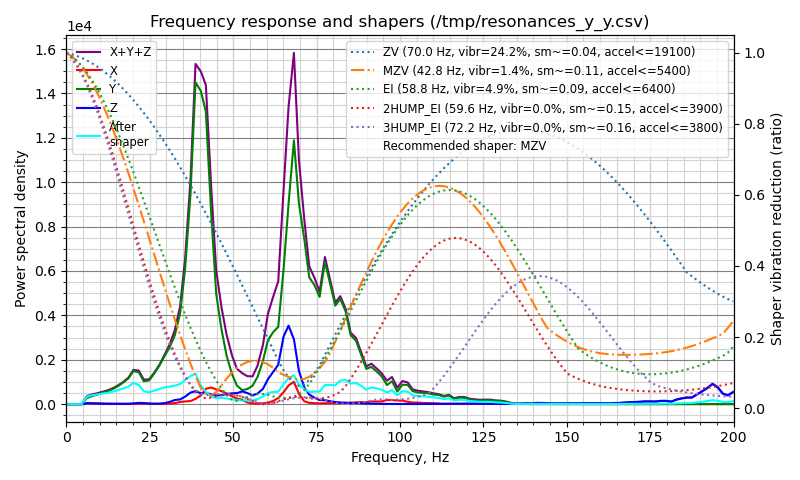 Frequency response and shapers (/tmp/resonances_y_y.csv)
1e4
X+Y+Z
X
Y
Z
After
shaper
ZV (70.0 Hz, vibr=24.2%, sm~=0.04, accel<=19100)
MZV (42.8 Hz, vibr=1.4%, sm~=0.11, accel<=5400)
EI (58.8 Hz, vibr=4.9%, sm~=0.09, accel<=6400)
2HUMP_EI (59.6 Hz, vibr=0.0%, sm~=0.15, accel<=3900)
3HUMP_EI (72.2 Hz, vibr=0.0%, sm~=0.16, accel<=3800)
Recommended shaper: MZV
Power spectral density
1.6
1.4
1.2
1.0
0.8
0.6
0.4
0.2
0.0
Shaper vibration reduction (ratio)
1.0
0.8
0.6
0.4
0.2
0.0
0 25 50 75 100 125 150 175 200
Frequency, Hz